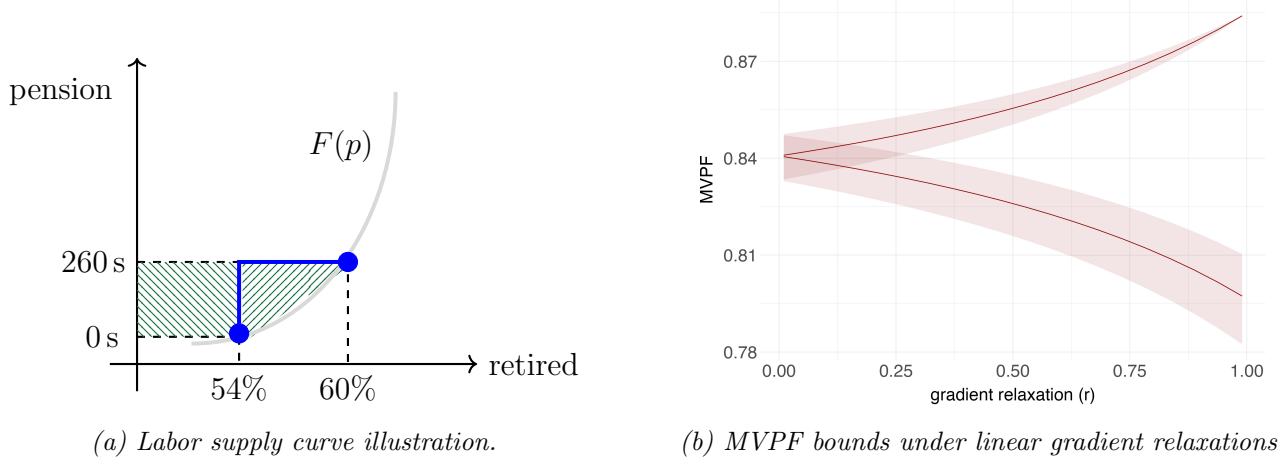 pension
F(p)
260 s
0 s
54%
60%
retired
(a) Labor supply curve illustration.
0.87
0.84
0.81
0.78
MVPF
0.00 0.25 0.50 0.75 1.00
gradient relaxation (r)
(b) MVPF bounds under linear gradient relaxations